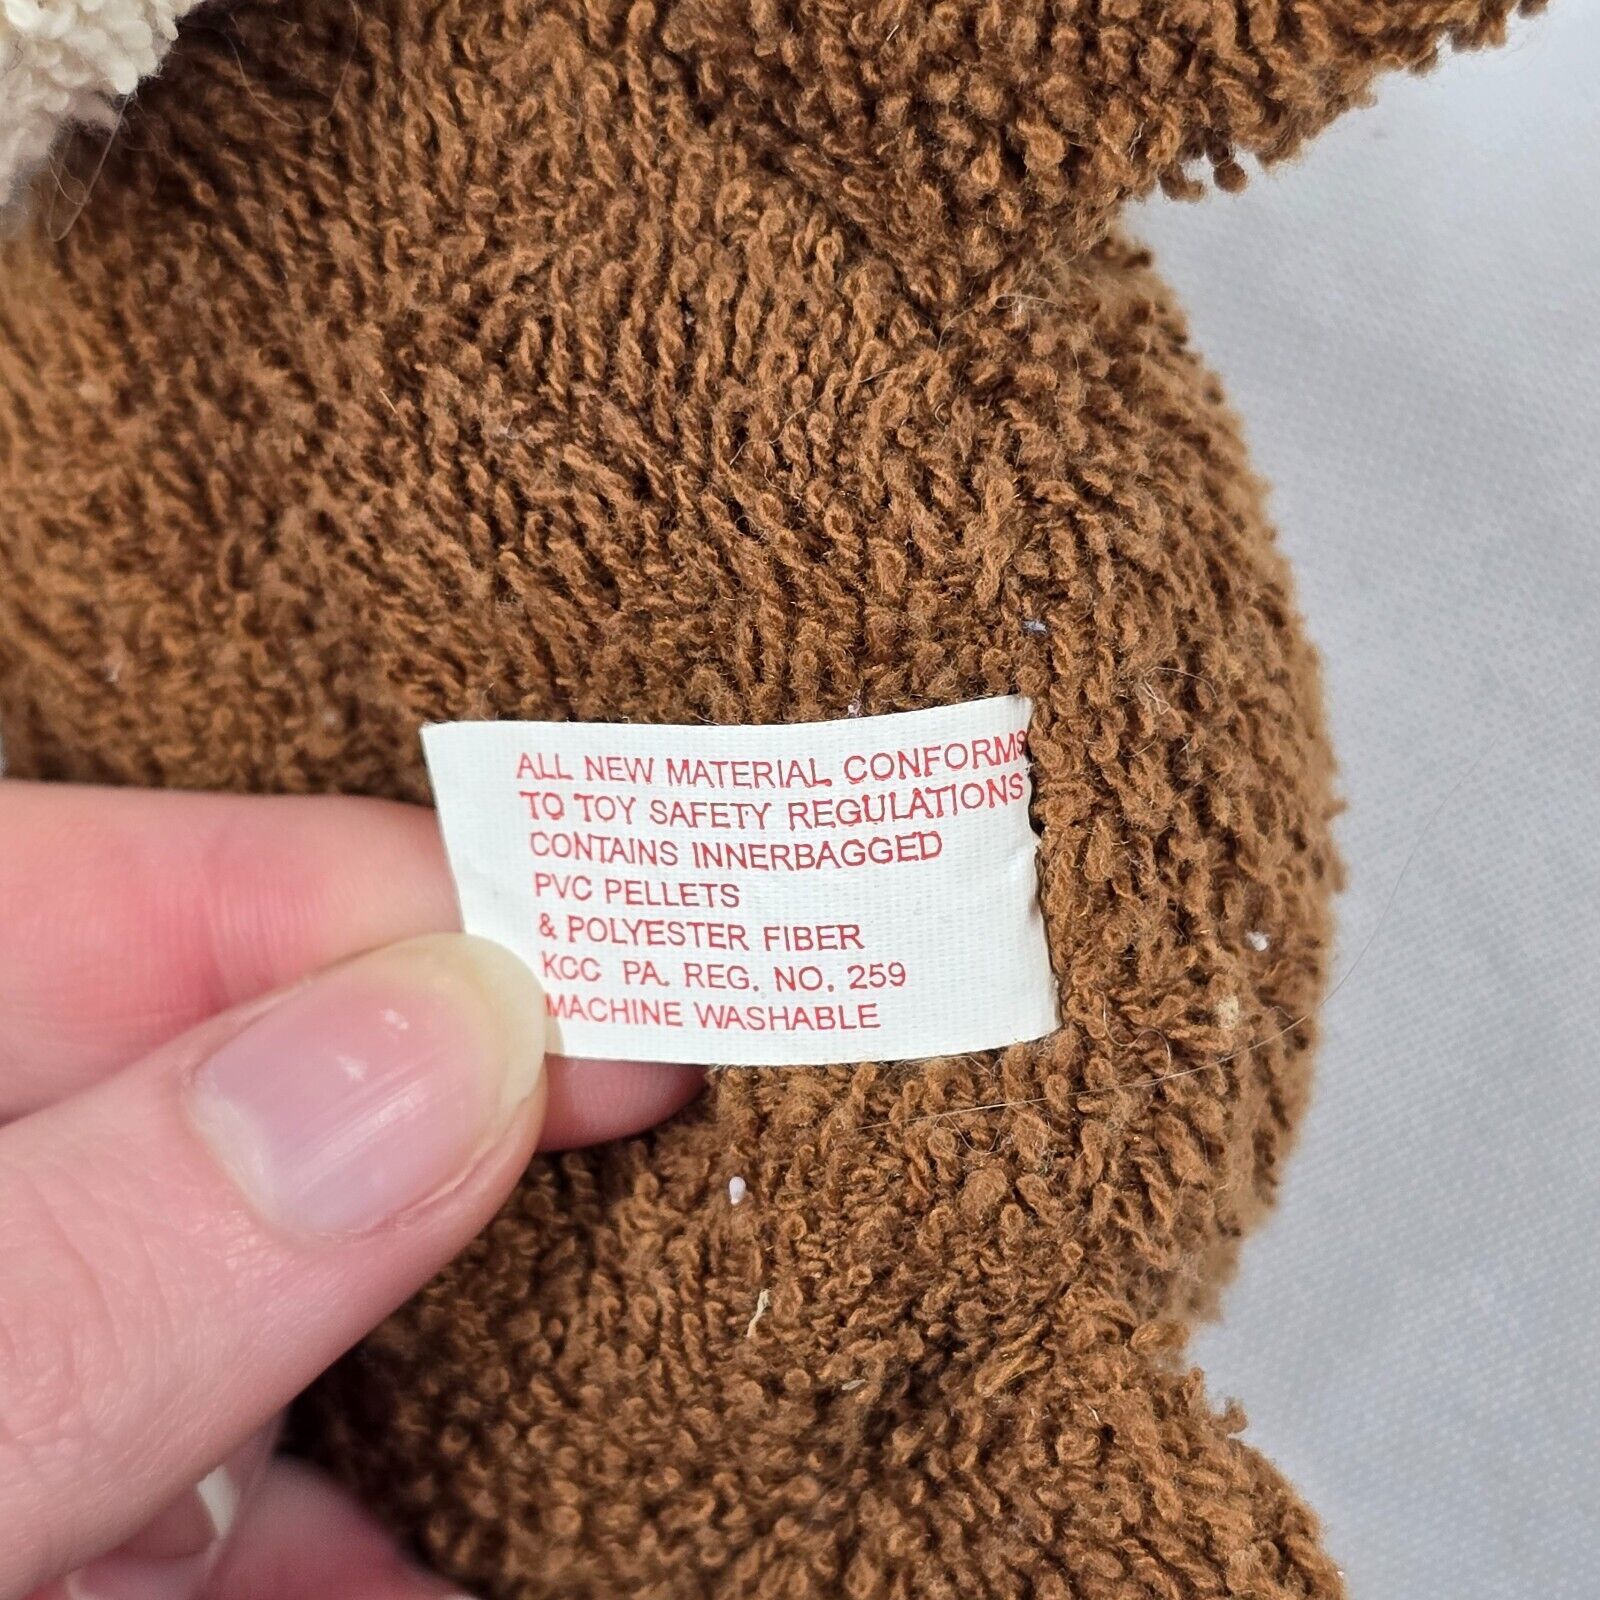 ALL NEW MATERIAL CONFORMS
TO TOY SAFETY REGULATIONS
CONTAINS INNERBAGGED
PVC PELLETS
& POLYESTER FIBER
KCC PA. REG. NO. 259
MACHINE WASHABLE